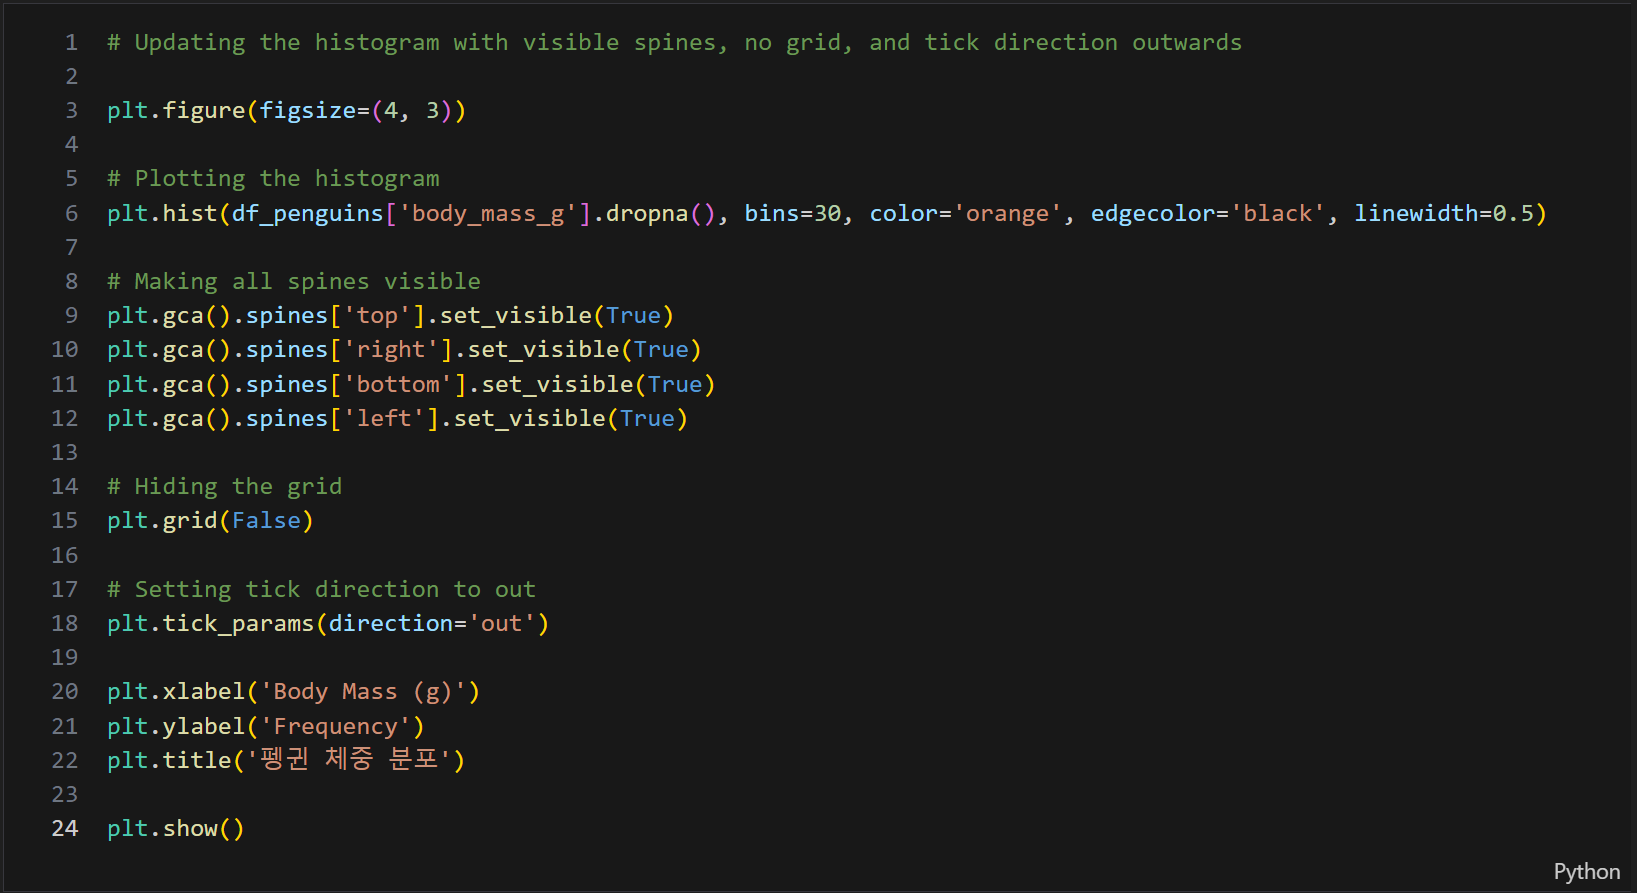 1 # Updating the histogram with visible spines, no grid, and tick direction outwards
2
3 plt.figure(figsize=(4, 3))
4
5 # Plotting the histogram
6 plt.hist(df_penguins['body_mass_g'].dropna(), bins=30, color='orange', edgecolor='black', linewidth=0.5)
7
8 # Making all spines visible
9 plt.gca().spines['top'].set_visible(True)
10 plt.gca().spines['right'].set_visible(True)
11 plt.gca().spines['bottom'].set_visible(True)
12 plt.gca().spines['left'].set_visible(True)
13
14 # Hiding the grid
15 plt.grid(False)
16
17 # Setting tick direction to out
18 plt.tick_params(direction='out')
19
20 plt.xlabel('Body Mass (g)')
21 plt.ylabel('Frequency')
22 plt.title('펭귄 체중 분포')
23
24 plt.show()
Python